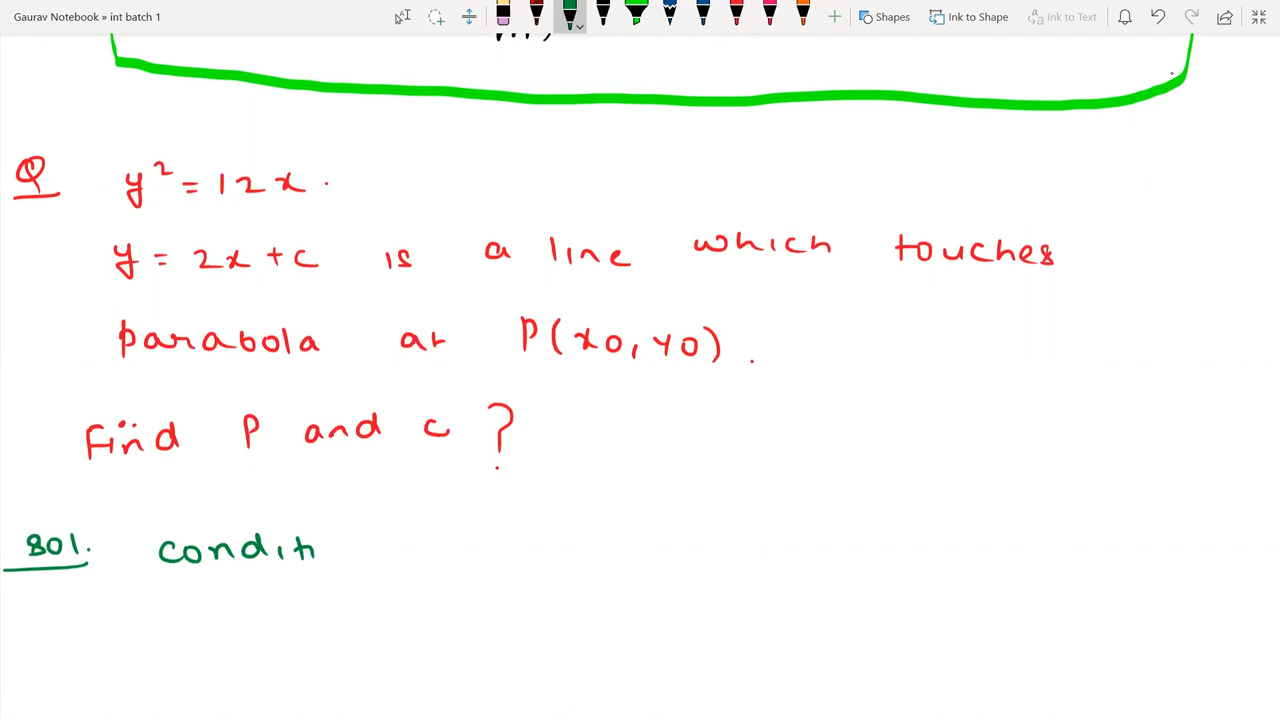 Gaurav Notebook » int batch 1
Shapes
Ink to Shape
Ink to Text
Q y² = 12x.
y = 2x + c is a line which touches
parabola at P(x0, y0).
Find P and c ?
Sol. condit